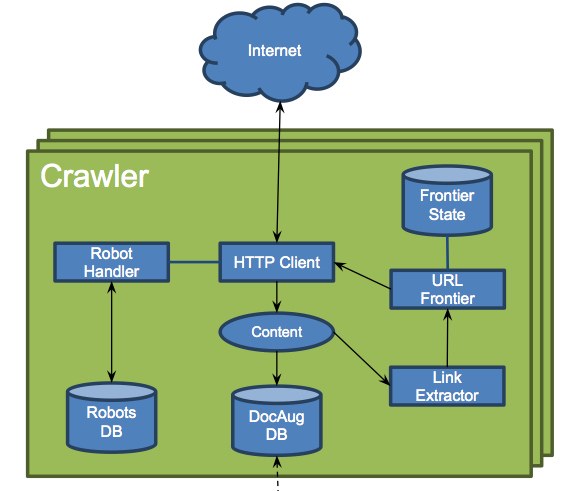 Internet
Crawler
Frontier
State
Robot
Handler
HTTP Client
URL
Frontier
Content
Link
Extractor
Robots
DB
DocAug
DB